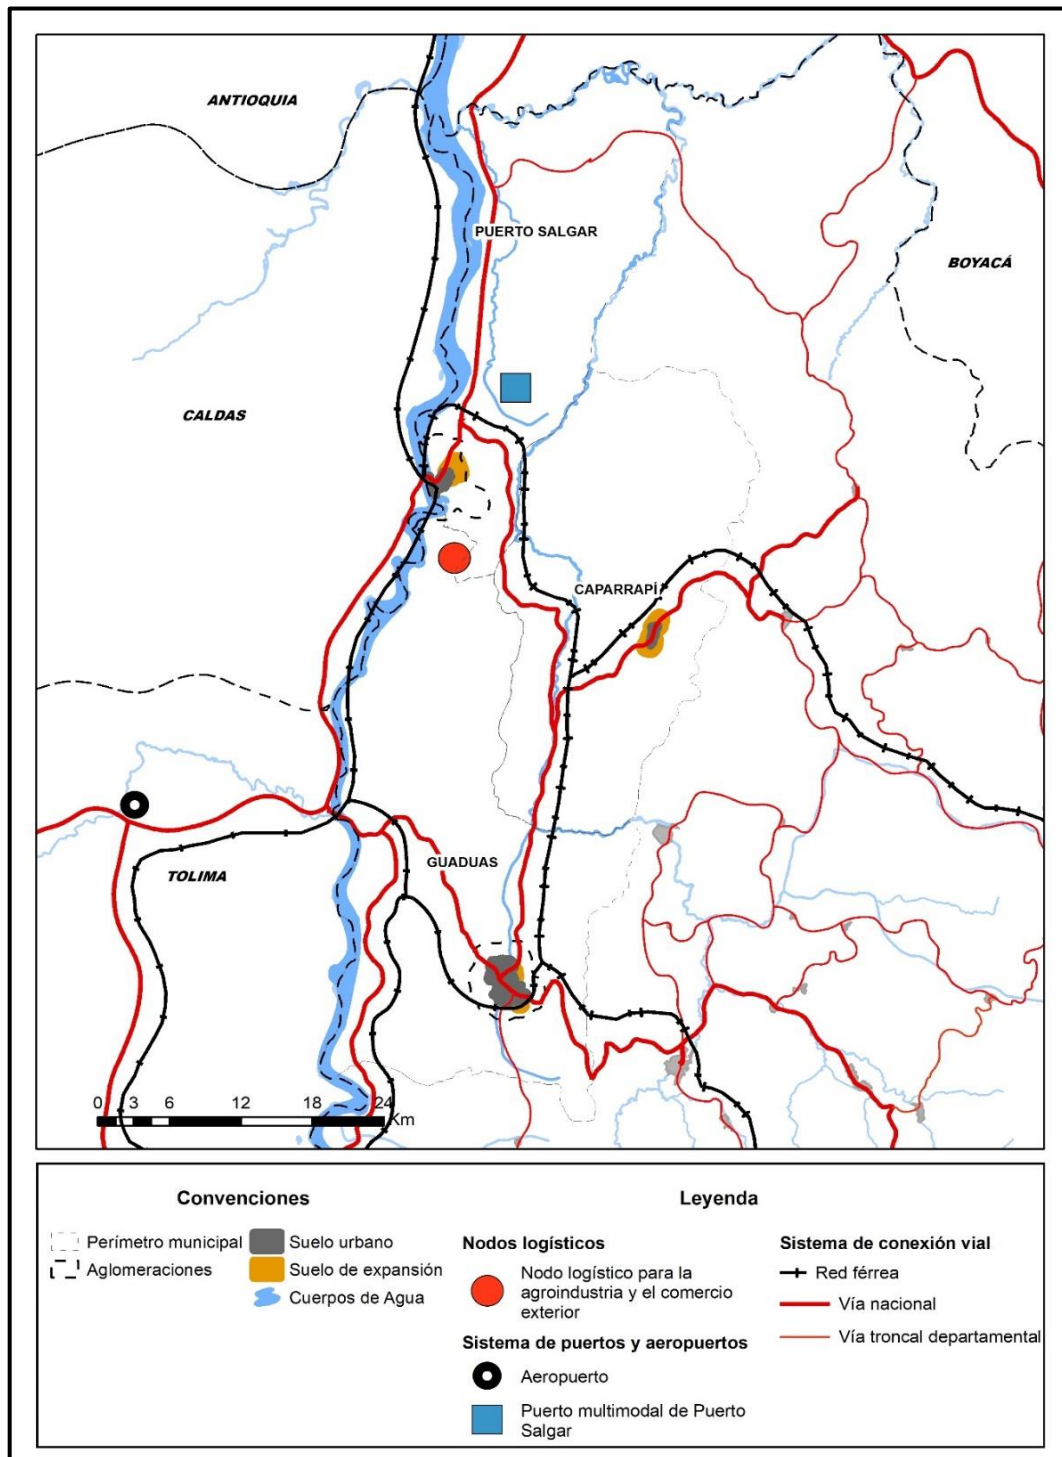 ANTIOQUIA
PUERTO SALGAR
BOYACÁ
CALDAS
CAPARRAPÍ
GUADUAS
TOLIMA
0 3 6 12 18 24
Km
Convenciones
Perímetro municipal
Aglomeraciones
Suelo urbano
Suelo de expansión
Cuerpos de Agua
Leyenda
Nodos logísticos
Nodo logístico para la
agroindustria y el comercio
exterior
Sistema de puertos y aeropuertos
Aeropuerto
Puerto multimodal de Puerto
Salgar
Sistema de conexión vial
Red férrea
Vía nacional
Vía troncal departamental